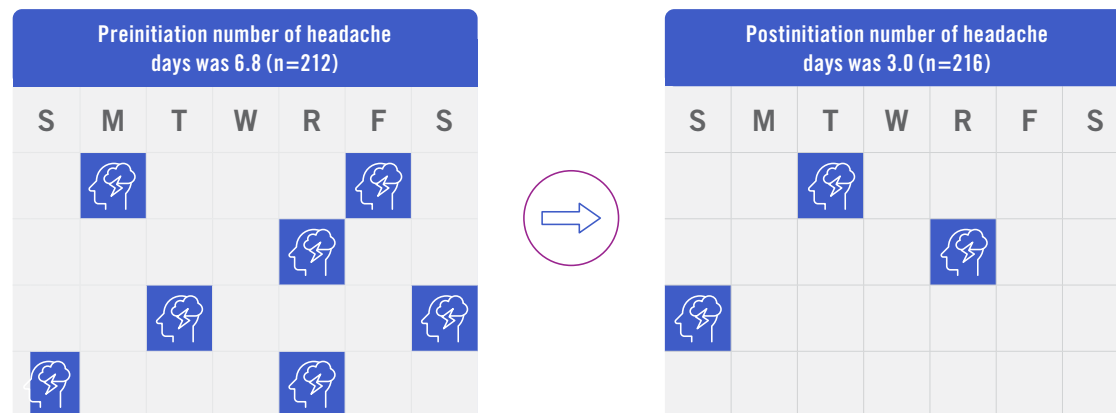 Preinitiation number of headache
days was 6.8 (n=212)
S M T W R F S
Postinitiation number of headache
days was 3.0 (n=216)
S M T W R F S